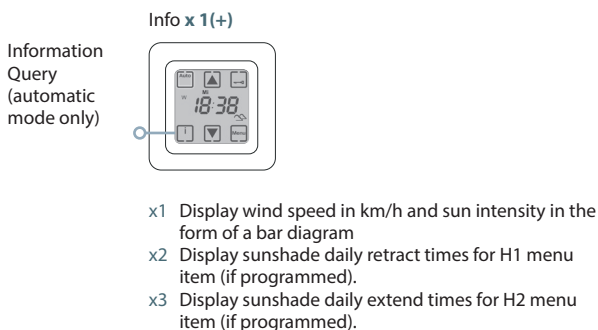 Info x 1(+)
Information
Query
(automatic
mode only)
Auto
Mi
18:38
i
Menu
x1 Display wind speed in km/h and sun intensity in the
form of a bar diagram
x2 Display sunshade daily retract times for H1 menu
item (if programmed).
x3 Display sunshade daily extend times for H2 menu
item (if programmed).